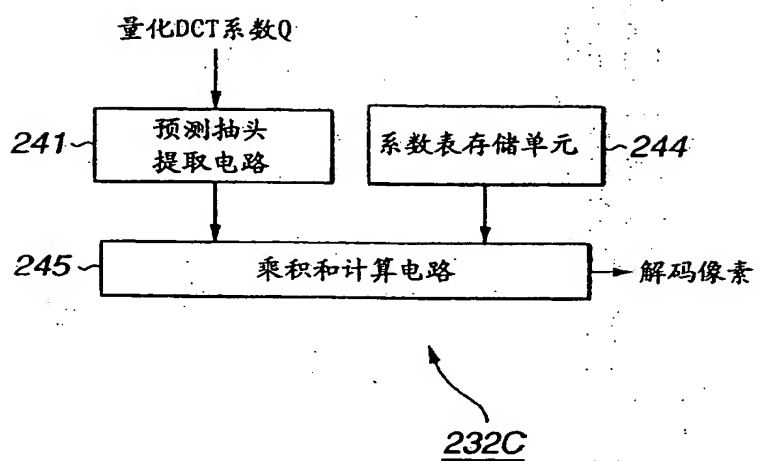 量化DCT系数Q
241
预测抽头
提取电路
系数表存储单元
244
245
乘积和计算电路
解码像素
232C